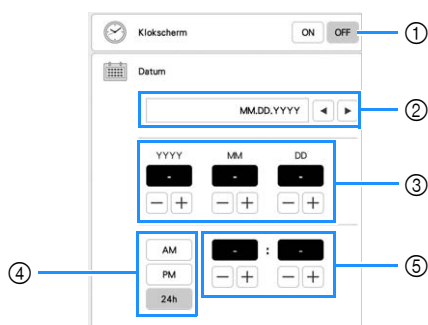 Klokscherm ON OFF ①
Datum
MM.DD.YYYY ◄ ► ②
YYYY MM DD
- - - ③
− + − + − +
④ AM - : - ⑤
PM − + − +
24h